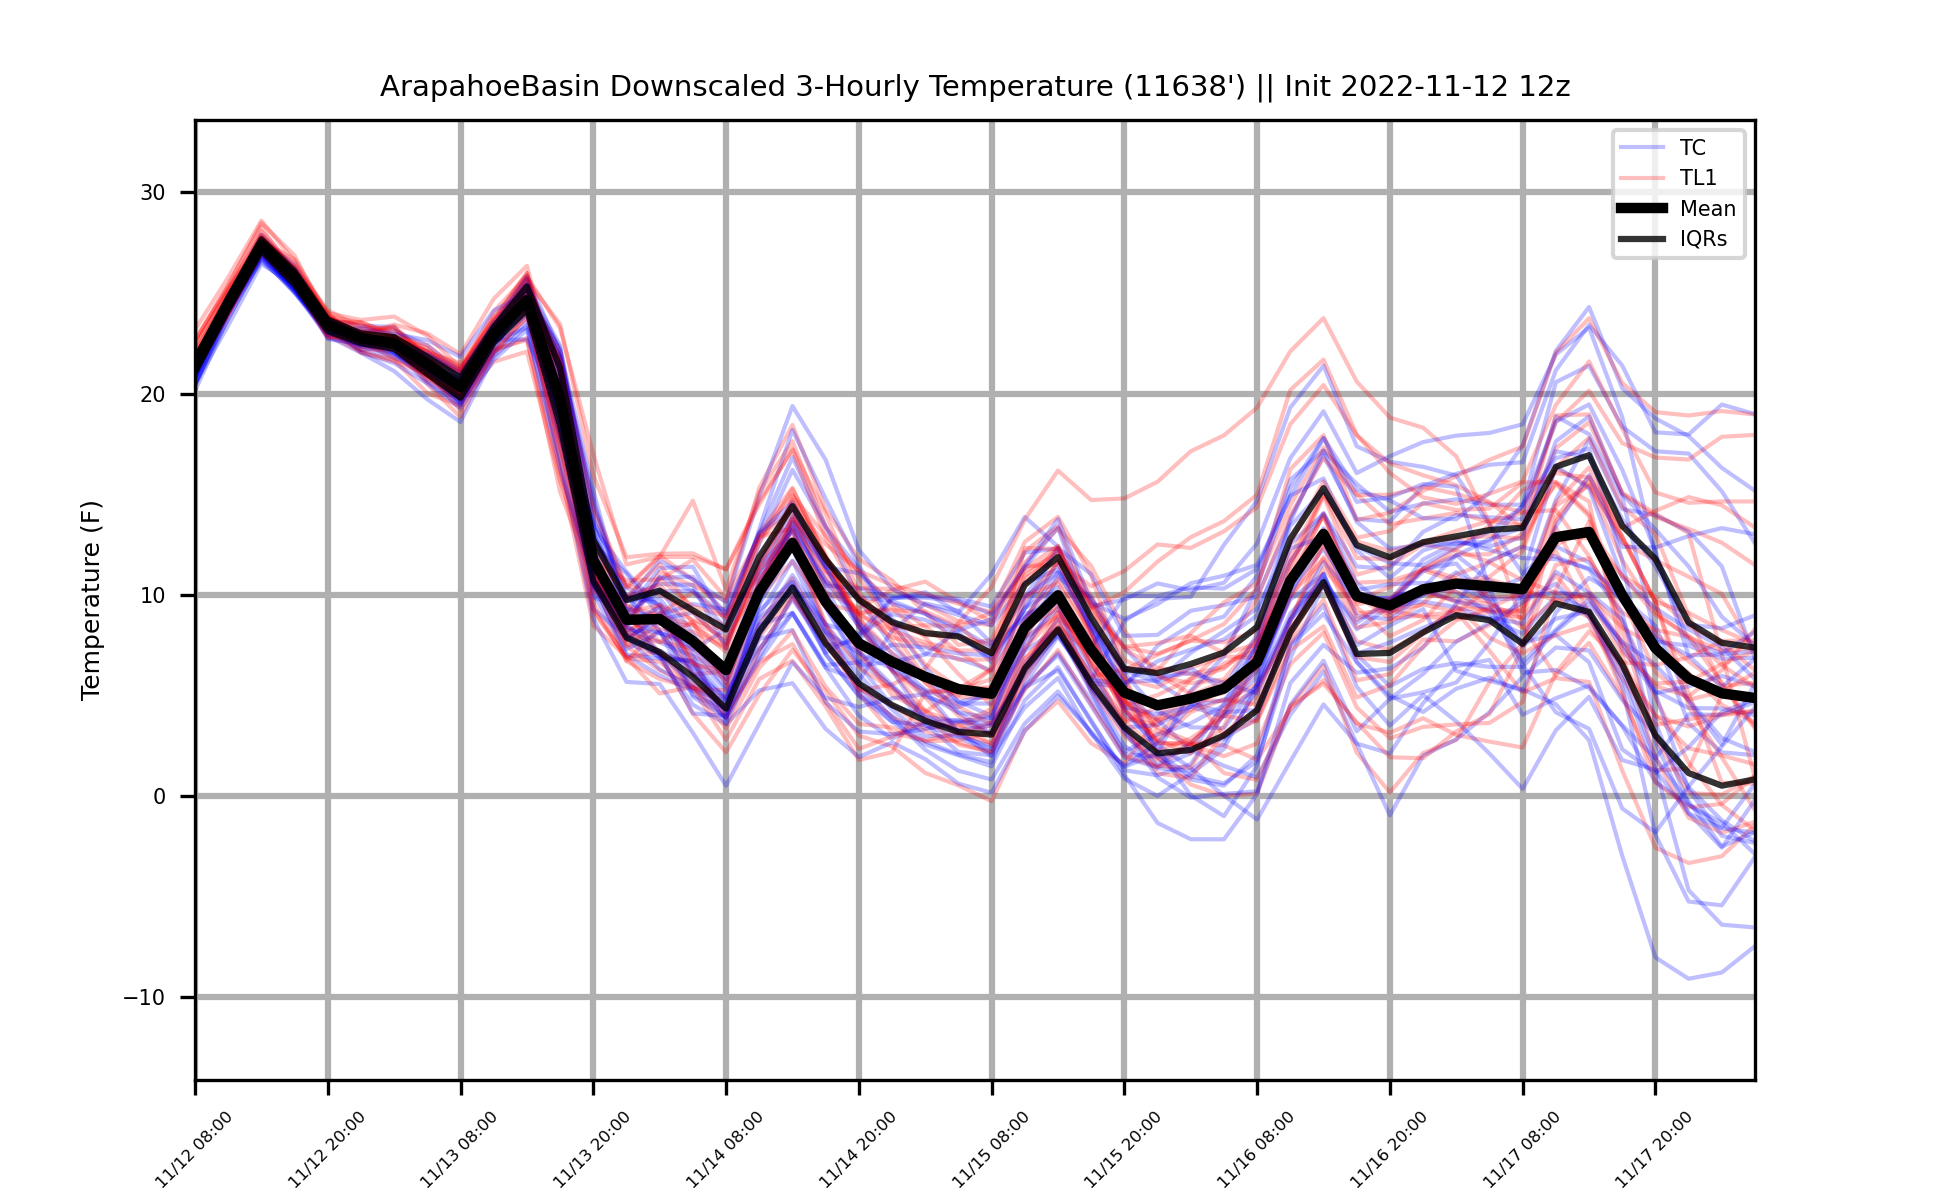 ArapahoeBasin Downscaled 3-Hourly Temperature (11638') || Init 2022-11-12 12z
TC
TL1
Mean
IQRs
Temperature (F)
30
20
10
0
−10
11/12 08:00
11/12 20:00
11/13 08:00
11/13 20:00
11/14 08:00
11/14 20:00
11/15 08:00
11/15 20:00
11/16 08:00
11/16 20:00
11/17 08:00
11/17 20:00